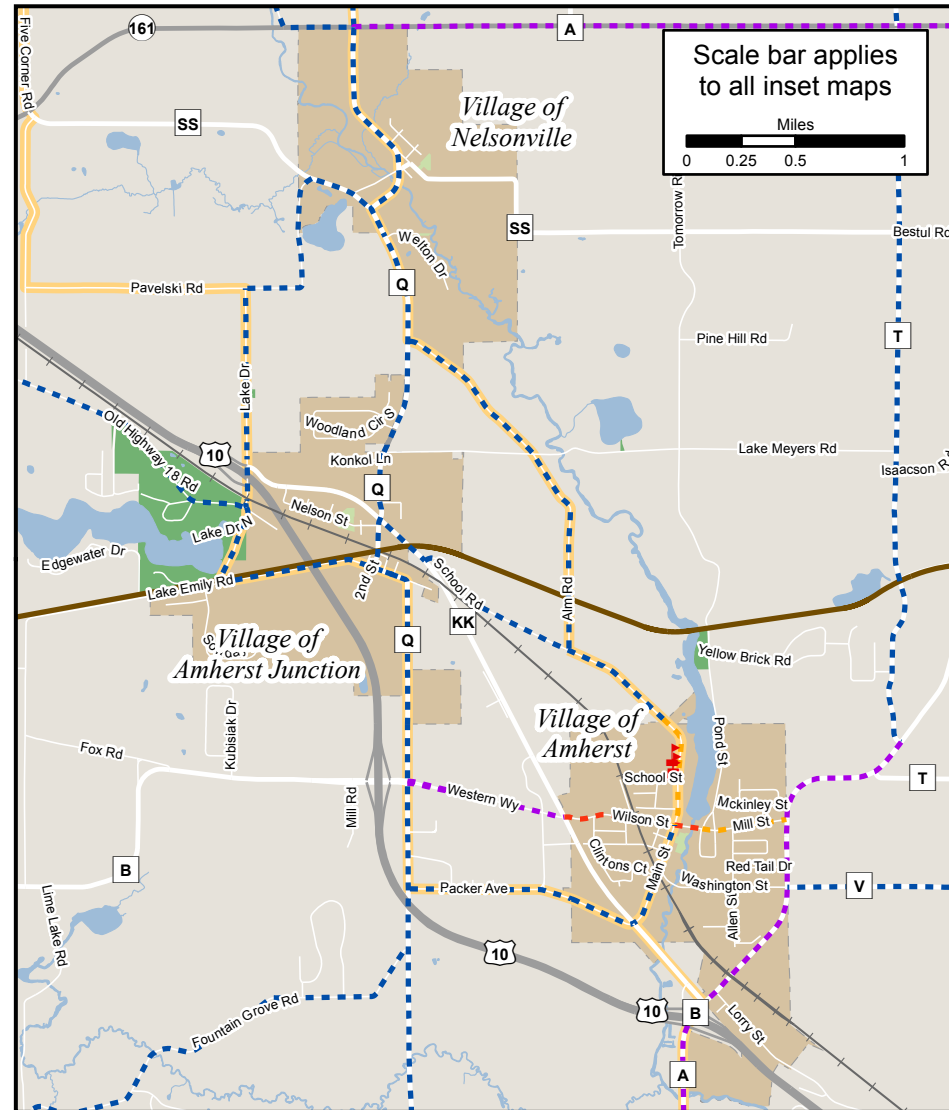 161
A
Five Corner Rd
Scale bar applies
to all inset maps
Miles
0 0.25 0.5 1
SS
Village of
Nelsonville
Tomorrow R
SS
Bestul Rd
Welton Dr
Q
Pavelski Rd
T
Pine Hill Rd
Lake Dr
Woodland Cir S
Old Highway 18 Rd
10
Konkol Ln
Lake Meyers Rd
Isaacson Rd
Q
Nelson St
Lake Dr N
Edgewater Dr
Lake Emily Rd
2nd St
School Rd
Alm Rd
KK
Q
Village of
Amherst Junction
Yellow Brick Rd
Village of
Amherst
Pond St
Kubisiak Dr
Fox Rd
School St
T
Western Wy
Mckinley St
Mill Rd
Wilson St
Mill St
Clintons Ct
Main St
Red Tail Dr
B
Packer Ave
Washington St
V
Allen St
Lime Lake Rd
10
Fountain Grove Rd
10
B
Lorry St
A